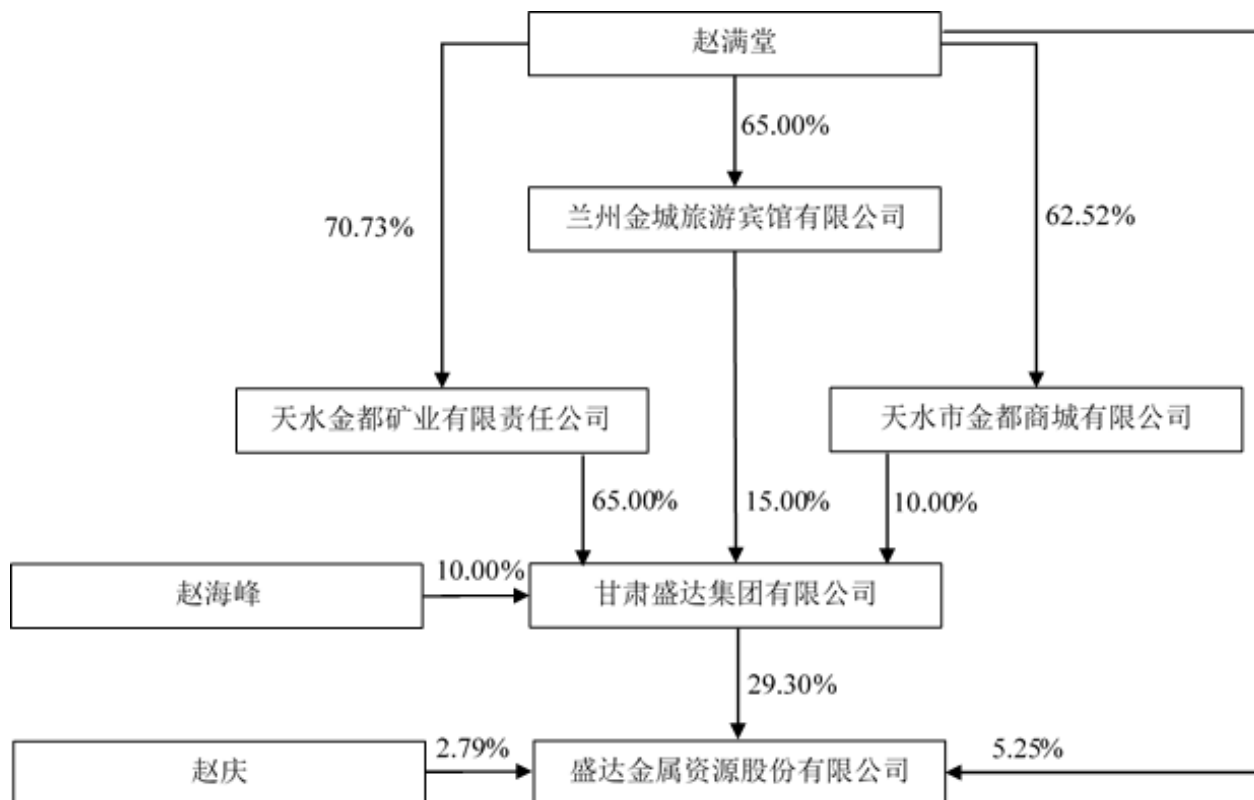 赵满堂
65.00%
70.73%
兰州金城旅游宾馆有限公司
62.52%
天水金都矿业有限责任公司
天水市金都商城有限公司
65.00%
15.00%
10.00%
赵海峰
10.00%
甘肃盛达集团有限公司
29.30%
赵庆
2.79%
盛达金属资源股份有限公司
5.25%